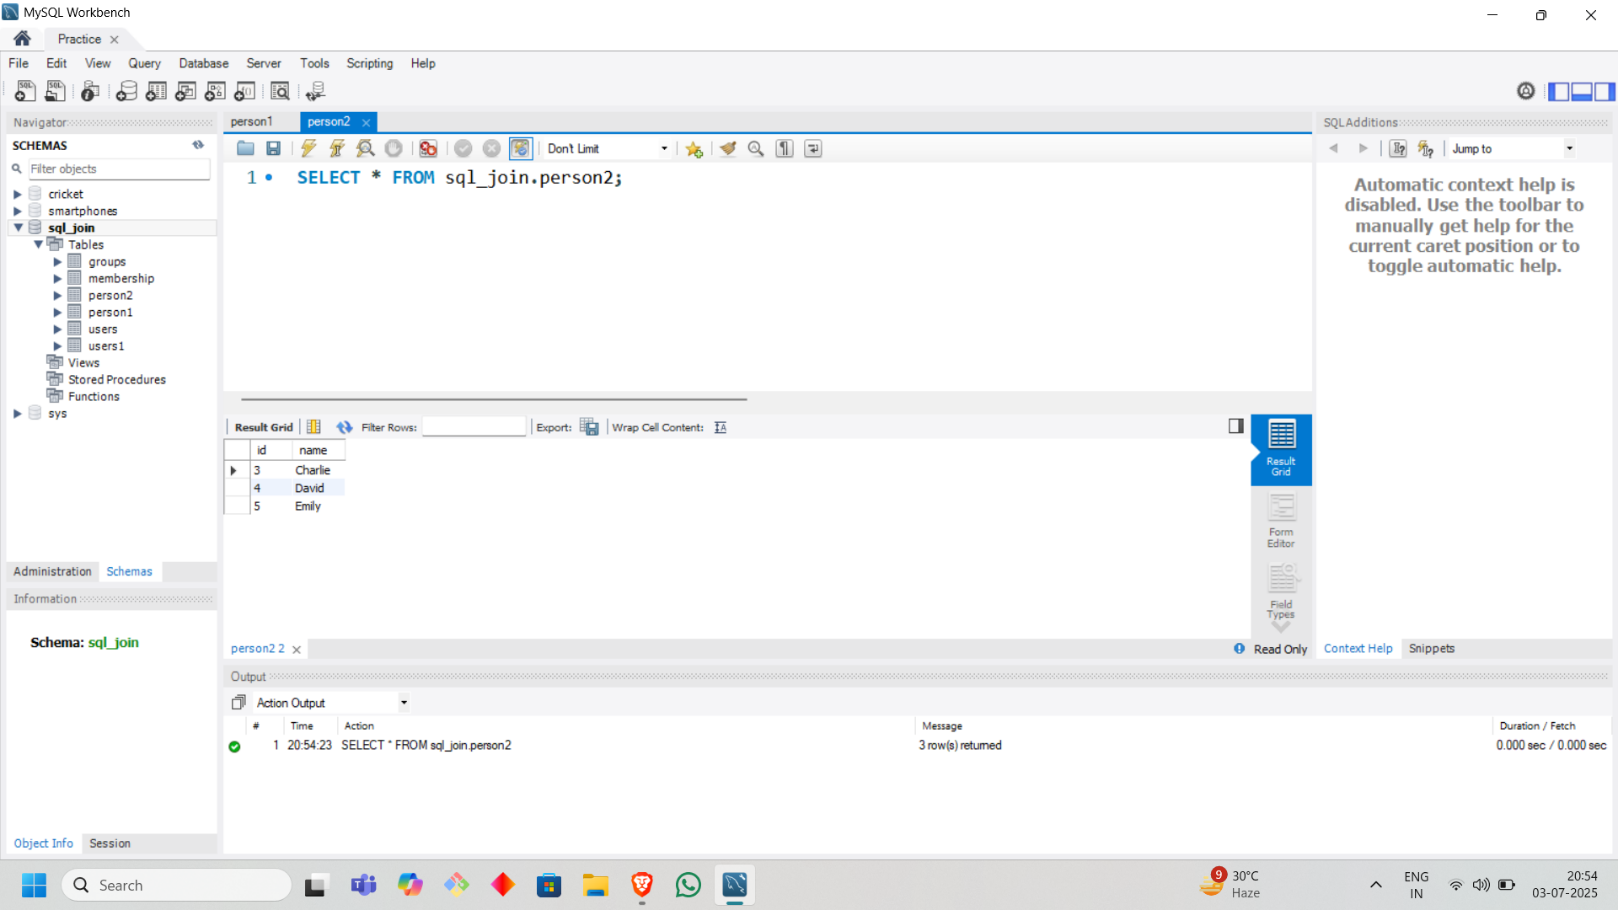 MySQL Workbench
Practice
File Edit View Query Database Server Tools Scripting Help
Navigator
SCHEMAS
Filter objects
cricket
smartphones
sql_join
Tables
groups
membership
person2
person1
users
users1
Views
Stored Procedures
Functions
sys
Administration Schemas
Information
Schema: sql_join
Object Info Session
person1 person2
Don't Limit
1 SELECT * FROM sql_join.person2;
Result Grid Filter Rows: Export: Wrap Cell Content:
id name
3 Charlie
4 David
5 Emily
Result Grid
Form Editor
Field Types
person2 2
Read Only
SQLAdditions
Jump to
Automatic context help is
disabled. Use the toolbar to
manually get help for the
current caret position or to
toggle automatic help.
Context Help Snippets
Output
Action Output
# Time Action Message Duration / Fetch
1 20:54:23 SELECT * FROM sql_join.person2 3 row(s) returned 0.000 sec / 0.000 sec
Search
9
30°C
Haze
ENG
IN
20:54
03-07-2025